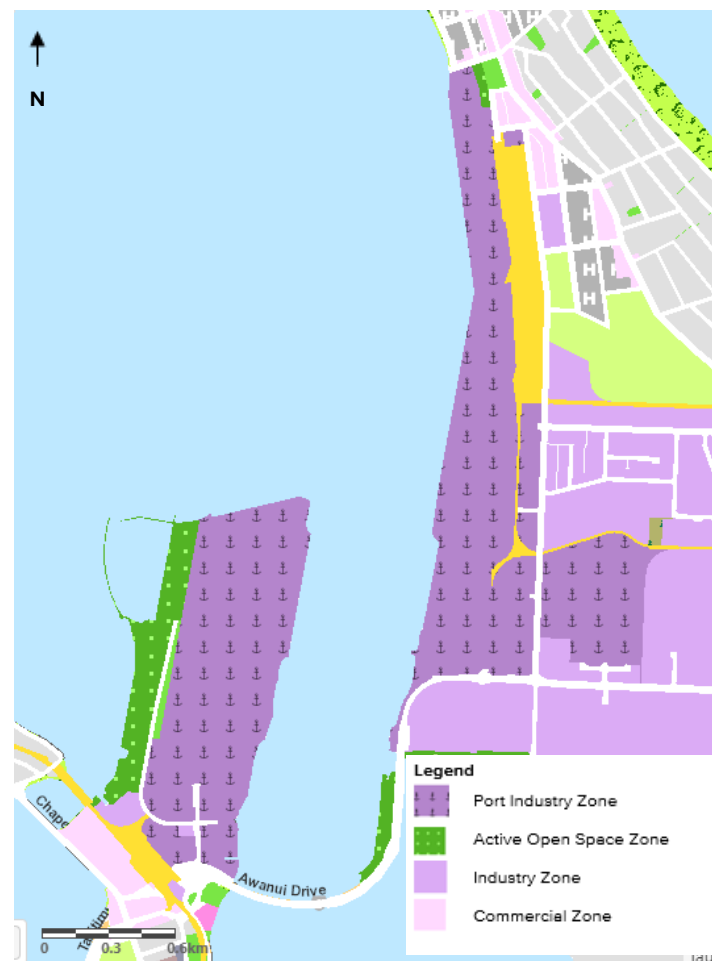 N
Chape
Awanui Drive
0 0.3 0.6km
Legend
Port Industry Zone
Active Open Space Zone
Industry Zone
Commercial Zone